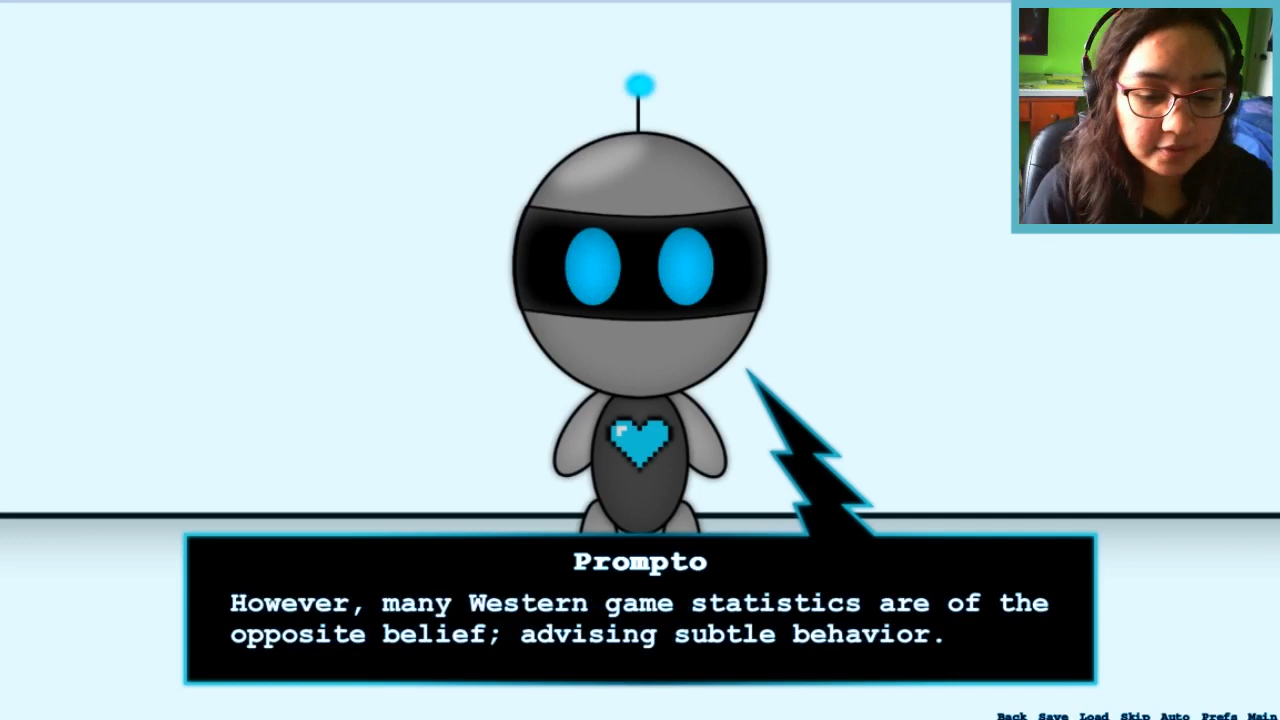 Prompto
However, many Western game statistics are of the
opposite belief; advising subtle behavior.
Back Save Load Skip Auto Prefs Main